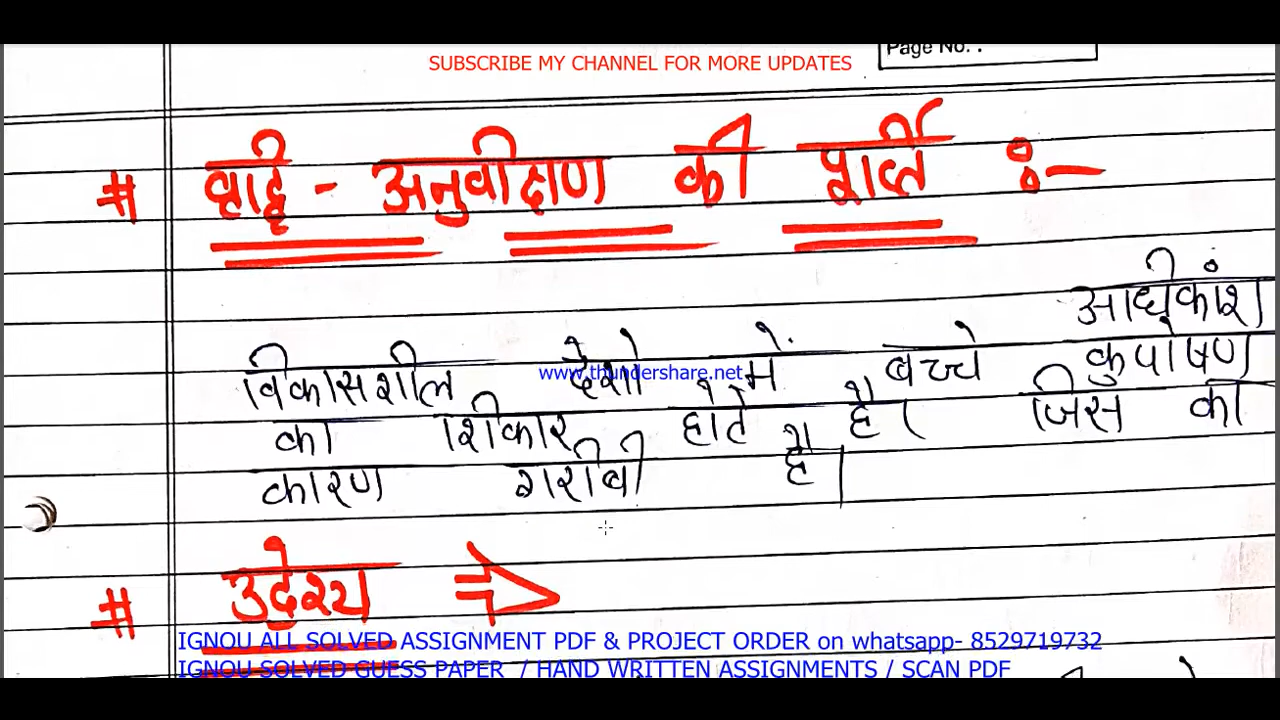 Page No. :
SUBSCRIBE MY CHANNEL FOR MORE UPDATES
# वृद्वि - अनुवीक्षण की पूर्ति :-
अधिकांश
विकासशील देशो में बच्चे कुपोषण
www.thundershare.net
का शिकार होते है। जिस का
कारण गरीबी है।
# उद्देश्य ⇒
IGNOU ALL SOLVED ASSIGNMENT PDF & PROJECT ORDER on whatsapp- 8529719732
IGNOU SOLVED GUESS PAPER / HAND WRITTEN ASSIGNMENTS / SCAN PDF